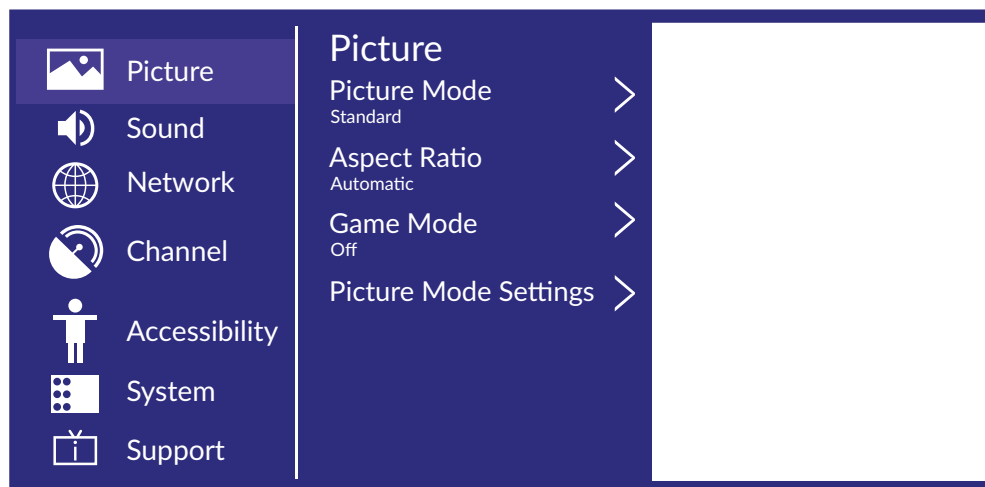 Picture
Sound
Network
Channel
Accessibility
System
Support
Picture
Picture Mode
Standard
Aspect Ratio
Automatic
Game Mode
Off
Picture Mode Settings